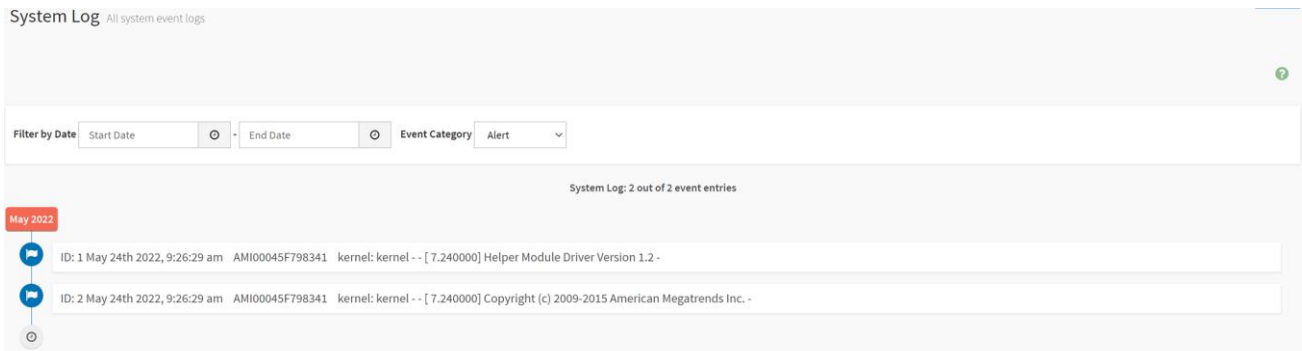 System Log All system event logs
Filter by Date Start Date - End Date Event Category Alert
System Log: 2 out of 2 event entries
May 2022
ID: 1 May 24th 2022, 9:26:29 am AMI00045F798341 kernel: kernel - - [ 7.240000] Helper Module Driver Version 1.2 -
ID: 2 May 24th 2022, 9:26:29 am AMI00045F798341 kernel: kernel - - [ 7.240000] Copyright (c) 2009-2015 American Megatrends Inc. -